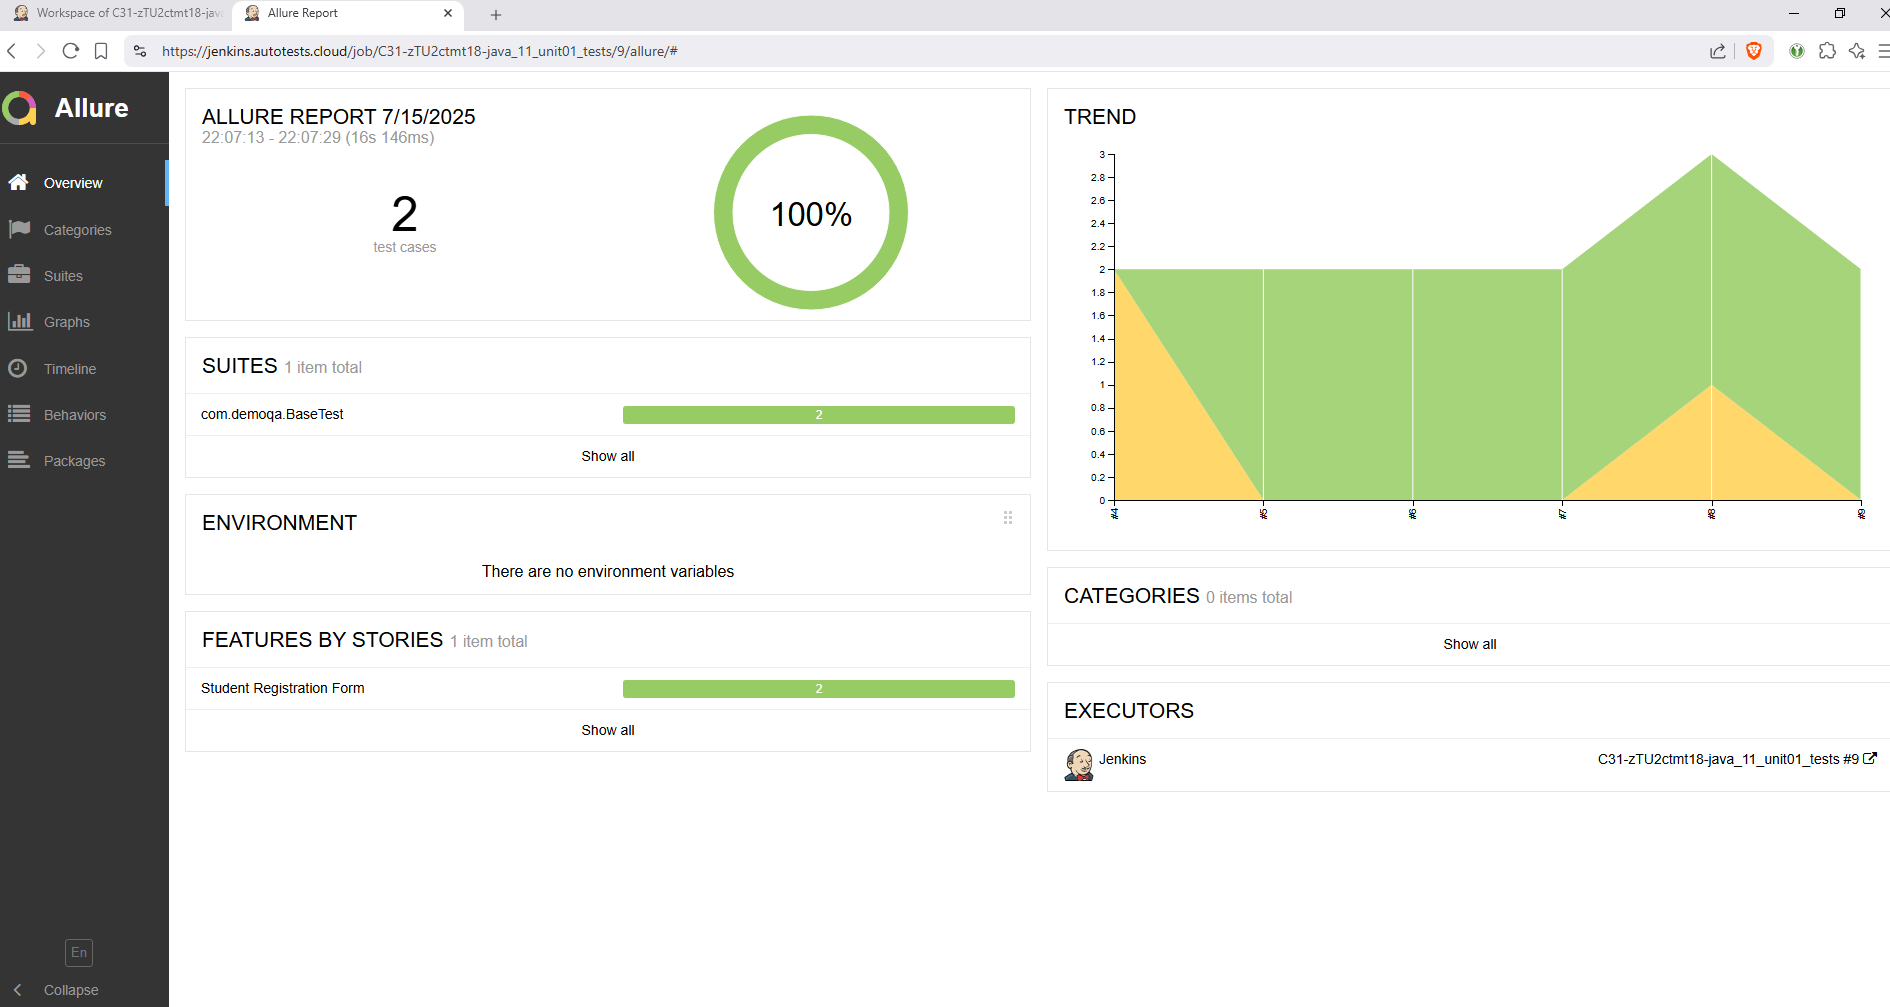 Workspace of C31-zTU2ctmt18-jav
Allure Report
https://jenkins.autotests.cloud/job/C31-zTU2ctmt18-java_11_unit01_tests/9/allure/#
Allure
Overview
Categories
Suites
Graphs
Timeline
Behaviors
Packages
En
Collapse
ALLURE REPORT 7/15/2025
22:07:13 - 22:07:29 (16s 146ms)
2
test cases
100%
SUITES 1 item total
com.demoqa.BaseTest 2
Show all
ENVIRONMENT
There are no environment variables
FEATURES BY STORIES 1 item total
Student Registration Form 2
Show all
TREND
3
2.8
2.6
2.4
2.2
2
1.8
1.6
1.4
1.2
1
0.8
0.6
0.4
0.2
0
#4
#5
#6
#7
#8
#9
CATEGORIES 0 items total
Show all
EXECUTORS
Jenkins C31-zTU2ctmt18-java_11_unit01_tests #9